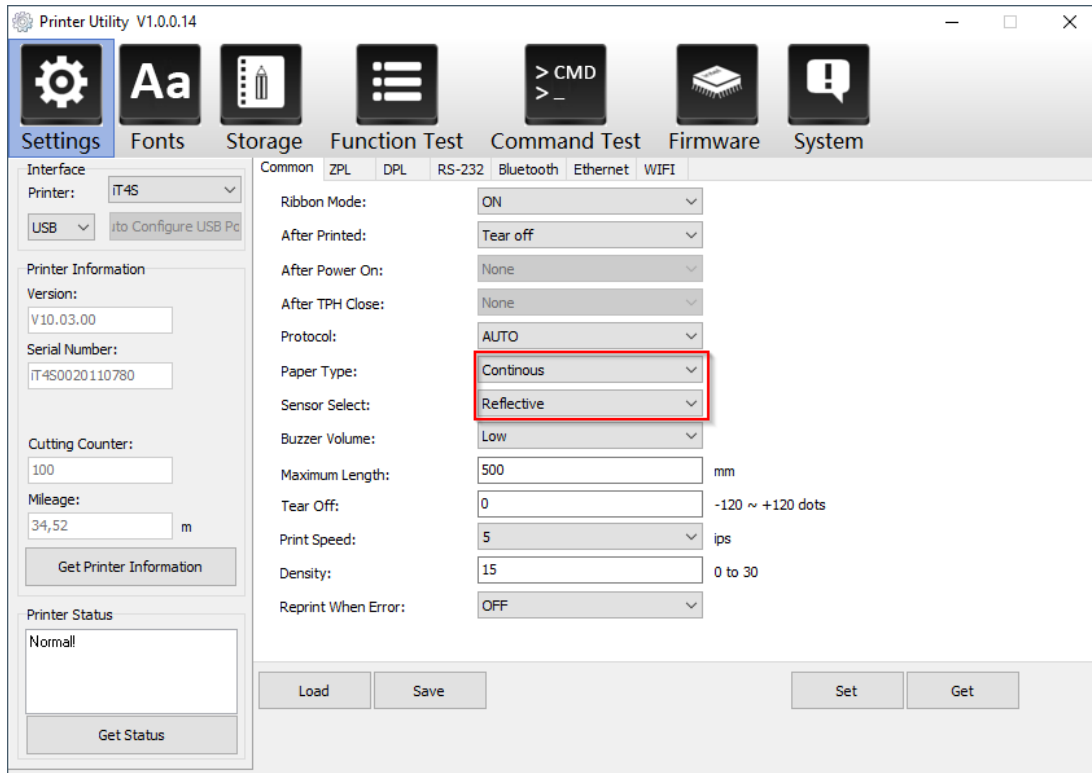 Printer Utility V1.0.0.14
Aa
> CMD
>_
Settings Fonts Storage Function Test Command Test Firmware System
Interface
Printer: iT4S
USB ito Configure USB Po
Printer Information
Version:
V10.03.00
Serial Number:
iT4S0020110780
Cutting Counter:
100
Mileage:
34,52 m
Get Printer Information
Printer Status
Normal!
Get Status
Common ZPL DPL RS-232 Bluetooth Ethernet WIFI
Ribbon Mode: ON
After Printed: Tear off
After Power On: None
After TPH Close: None
Protocol: AUTO
Paper Type: Continous
Sensor Select: Reflective
Buzzer Volume: Low
Maximum Length: 500 mm
Tear Off: 0 -120 ~ +120 dots
Print Speed: 5 ips
Density: 15 0 to 30
Reprint When Error: OFF
Load Save Set Get